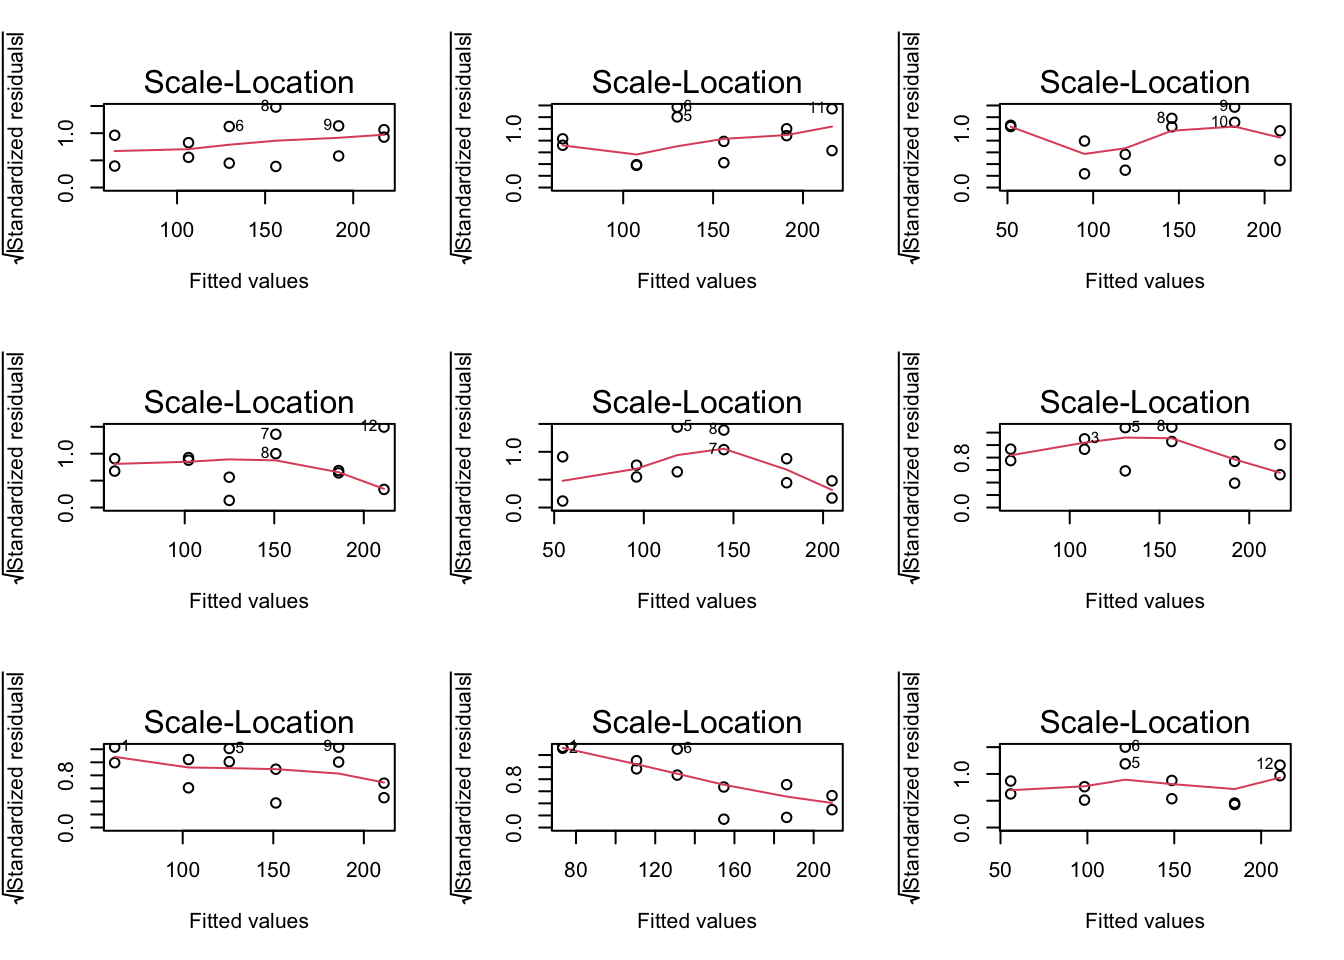 Scale-Location
√|Standardized residuals|
0.0 1.0
8
6
9
100 150 200
Fitted values
Scale-Location
√|Standardized residuals|
0.0 1.0
6
5
11
100 150 200
Fitted values
Scale-Location
√|Standardized residuals|
0.0 1.0
9
8
10
50 100 150 200
Fitted values
Scale-Location
√|Standardized residuals|
0.0 1.0
12
7
8
100 150 200
Fitted values
Scale-Location
√|Standardized residuals|
0.0 1.0
5
8
7
50 100 150 200
Fitted values
Scale-Location
√|Standardized residuals|
0.0 0.8
5
8
3
100 150 200
Fitted values
Scale-Location
√|Standardized residuals|
0.0 0.8
1
5
9
100 150 200
Fitted values
Scale-Location
√|Standardized residuals|
0.0 0.8
2
6
80 120 160 200
Fitted values
Scale-Location
√|Standardized residuals|
0.0 1.0
6
5
12
50 100 150 200
Fitted values